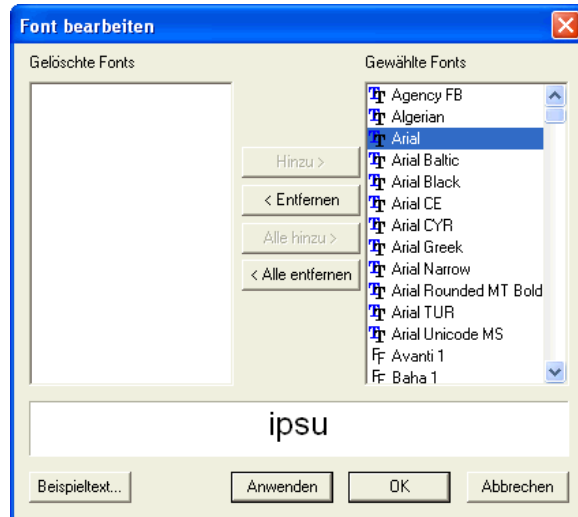 Font bearbeiten
Gelöschte Fonts
Gewählte Fonts
Agency FB
Algerian
Arial
Arial Baltic
Arial Black
Arial CE
Arial CYR
Arial Greek
Arial Narrow
Arial Rounded MT Bold
Arial TUR
Arial Unicode MS
Avanti 1
Baha 1
Hinzu >
< Entfernen
Alle hinzu >
< Alle entfernen
ipsu
Beispieltext...
Anwenden
OK
Abbrechen